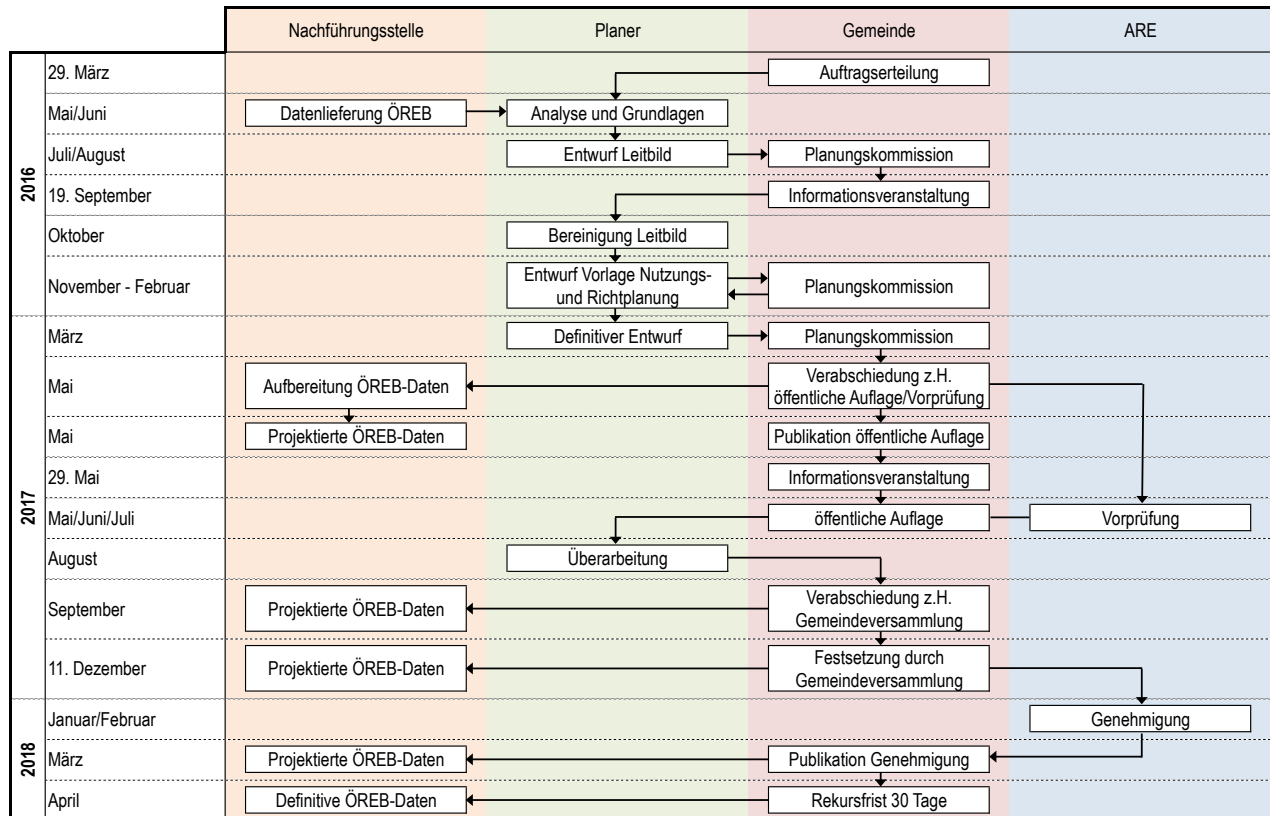 Nachführungsstelle Planer Gemeinde ARE
2016
29. März Auftragserteilung
Mai/Juni Datenlieferung ÖREB Analyse und Grundlagen
Juli/August Entwurf Leitbild Planungskommission
19. September Informationsveranstaltung
Oktober Bereinigung Leitbild
November - Februar Entwurf Vorlage Nutzungs-
und Richtplanung Planungskommission
2017
März Definitiver Entwurf Planungskommission
Mai Aufbereitung ÖREB-Daten Verabschiedung z.H.
öffentliche Auflage/Vorprüfung
Mai Projektierte ÖREB-Daten Publikation öffentliche Auflage
29. Mai Informationsveranstaltung
Mai/Juni/Juli öffentliche Auflage Vorprüfung
August Überarbeitung
September Projektierte ÖREB-Daten Verabschiedung z.H.
Gemeindeversammlung
11. Dezember Projektierte ÖREB-Daten Festsetzung durch
Gemeindeversammlung
2018
Januar/Februar Genehmigung
März Projektierte ÖREB-Daten Publikation Genehmigung
April Definitive ÖREB-Daten Rekursfrist 30 Tage